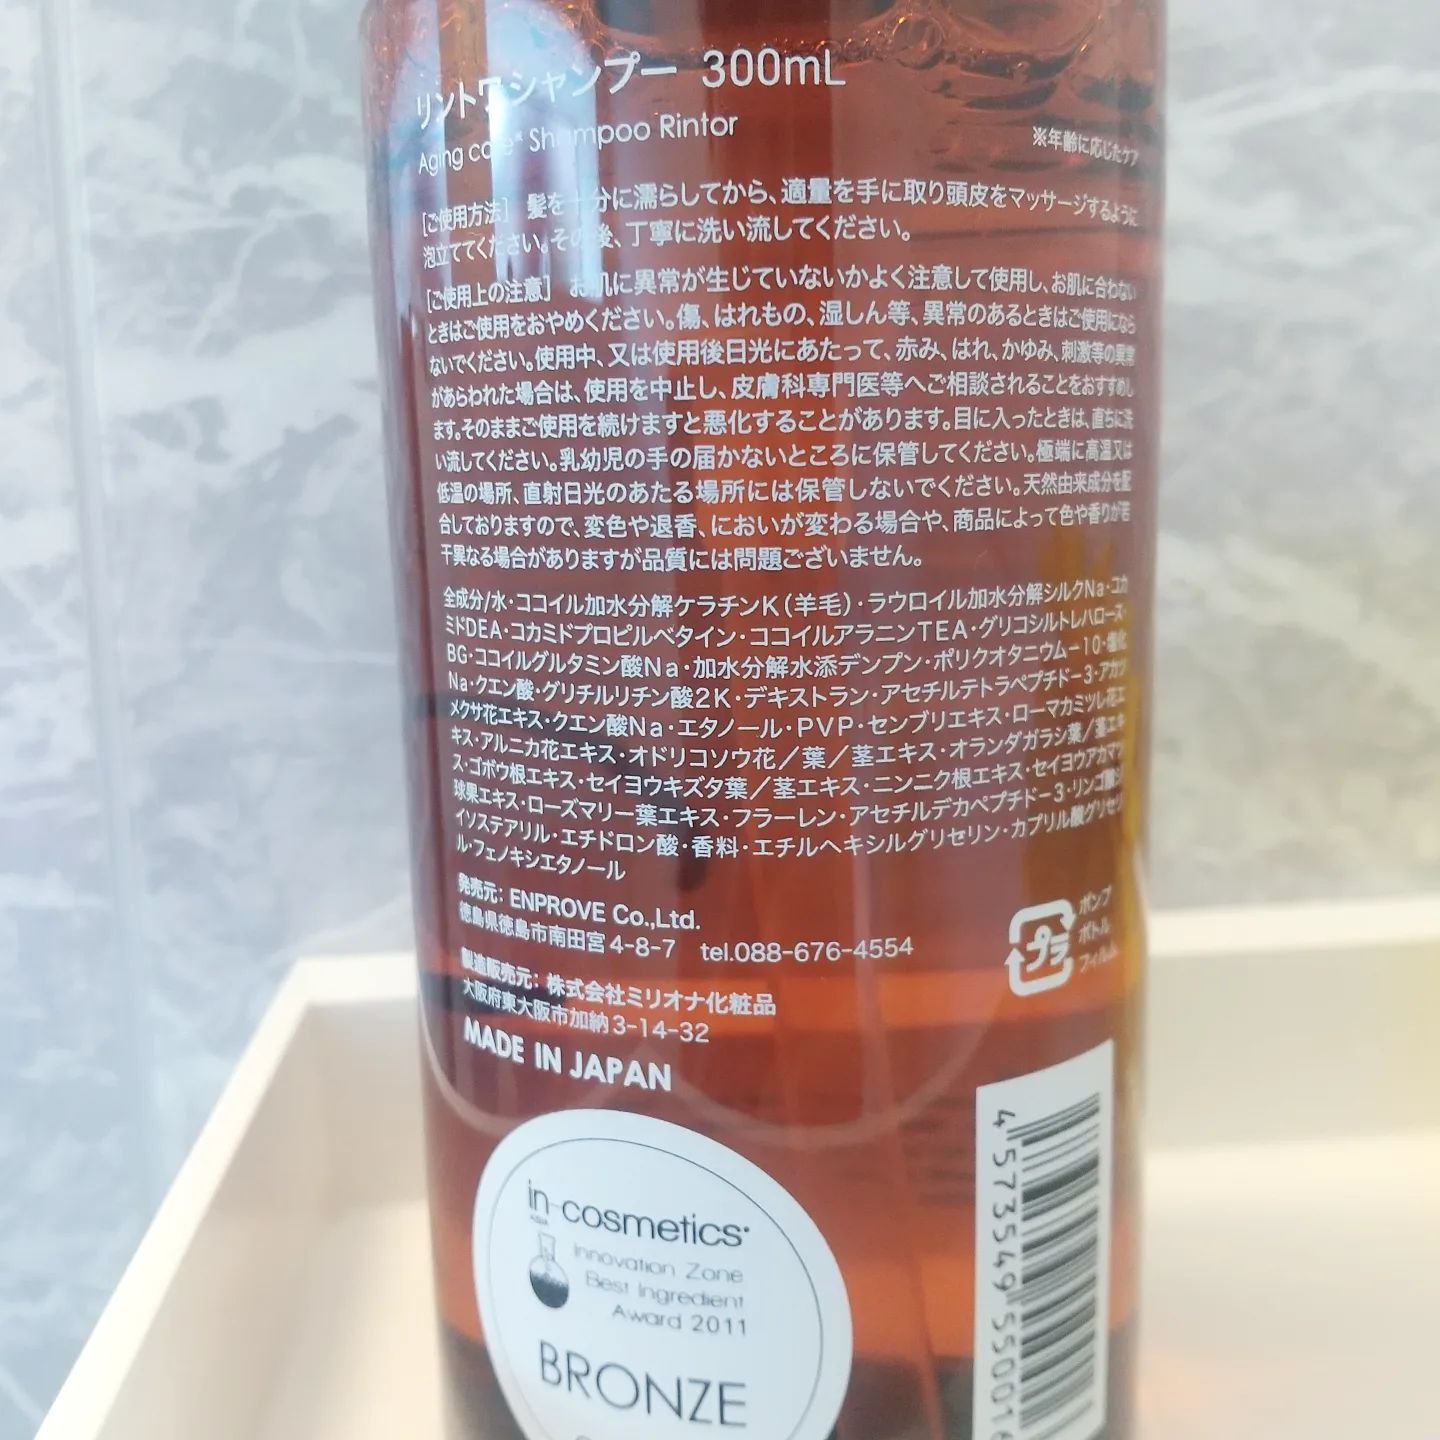 リントワシャンプー 300mL
Aging care* Shampoo Rintor
※年齢に応じたケア
[ご使用方法] 髪を十分に濡らしてから、適量を手に取り頭皮をマッサージするように
泡立ててください。その後、丁寧に洗い流してください。
[ご使用上の注意] お肌に異常が生じていないかよく注意して使用し、お肌に合わない
ときはご使用をおやめください。傷、はれもの、湿しん等、異常のあるときはご使用になら
ないでください。使用中、又は使用後日光にあたって、赤み、はれ、かゆみ、刺激等の異常
があらわれた場合は、使用を中止し、皮膚科専門医等へご相談されることをおすすめし
ます。そのままご使用を続けますと悪化することがあります。目に入ったときは、直ちに洗
い流してください。乳幼児の手の届かないところに保管してください。極端に高温又は
低温の場所、直射日光のあたる場所には保管しないでください。天然由来成分を配
合しておりますので、変色や退香、においが変わる場合や、商品によって色や香りが若
干異なる場合がありますが品質には問題ございません。
全成分/水・ココイル加水分解ケラチンK(羊毛)・ラウロイル加水分解シルクNa・コカ
ミドDEA・コカミドプロピルベタイン・ココイルアラニンTEA・グリコシルトレハロース・
BG・ココイルグルタミン酸Na・加水分解水添デンプン・ポリクオタニウム−10・塩化
Na・クエン酸・グリチルリチン酸2K・デキストラン・アセチルテトラペプチド−3・アカツ
メクサ花エキス・クエン酸Na・エタノール・PVP・センブリエキス・ローマカミツレ花エ
キス・アルニカ花エキス・オドリコソウ花/葉/茎エキス・オランダガラシ葉/茎エキ
ス・ゴボウ根エキス・セイヨウキズタ葉/茎エキス・ニンニク根エキス・セイヨウアカマツ
球果エキス・ローズマリー葉エキス・フラーレン・アセチルデカペプチド−3・リンゴ酸ジ
イソステアリル・エチドロン酸・香料・エチルヘキシルグリセリン・カプリル酸グリセリ
ル・フェノキシエタノール
発売元: ENPROVE Co.,Ltd.
徳島県徳島市南田宮4-8-7 tel.088-676-4554
製造販売元: 株式会社ミリオナ化粧品
大阪府東大阪市加納3-14-32
MADE IN JAPAN
プラ
ポンプ
ボトル
フィルム
in-cosmetics
ASIA
Innovation Zone
Best Ingredient
Award 2011
BRONZE
4 573549 55001